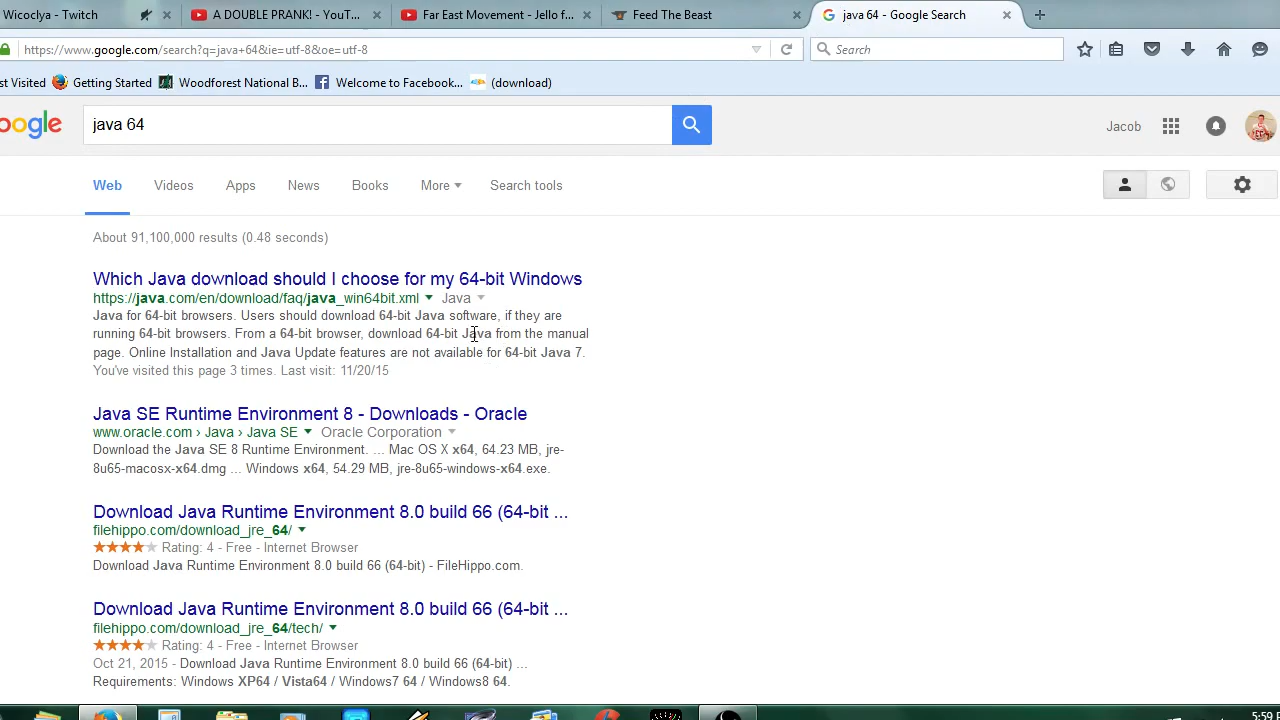 Wicoclya - Twitch
A DOUBLE PRANK! - YouT...
Far East Movement - Jello f...
Feed The Beast
java 64 - Google Search
https://www.google.com/search?q=java+64&ie=utf-8&oe=utf-8
Search
st Visited
Getting Started
Woodforest National B...
Welcome to Facebook...
(download)
oogle
java 64
Jacob
Web
Videos
Apps
News
Books
More
Search tools
About 91,100,000 results (0.48 seconds)
Which Java download should I choose for my 64-bit Windows
https://java.com/en/download/faq/java_win64bit.xml
Java
Java for 64-bit browsers. Users should download 64-bit Java software, if they are
running 64-bit browsers. From a 64-bit browser, download 64-bit Java from the manual
page. Online Installation and Java Update features are not available for 64-bit Java 7.
You've visited this page 3 times. Last visit: 11/20/15
Java SE Runtime Environment 8 - Downloads - Oracle
www.oracle.com › Java › Java SE
Oracle Corporation
Download the Java SE 8 Runtime Environment. ... Mac OS X x64, 64.23 MB, jre-
8u65-macosx-x64.dmg ... Windows x64, 54.29 MB, jre-8u65-windows-x64.exe.
Download Java Runtime Environment 8.0 build 66 (64-bit ...
filehippo.com/download_jre_64/
Rating: 4 - Free - Internet Browser
Download Java Runtime Environment 8.0 build 66 (64-bit) - FileHippo.com.
Download Java Runtime Environment 8.0 build 66 (64-bit ...
filehippo.com/download_jre_64/tech/
Rating: 4 - Free - Internet Browser
Oct 21, 2015 - Download Java Runtime Environment 8.0 build 66 (64-bit) ...
Requirements: Windows XP64 / Vista64 / Windows7 64 / Windows8 64.